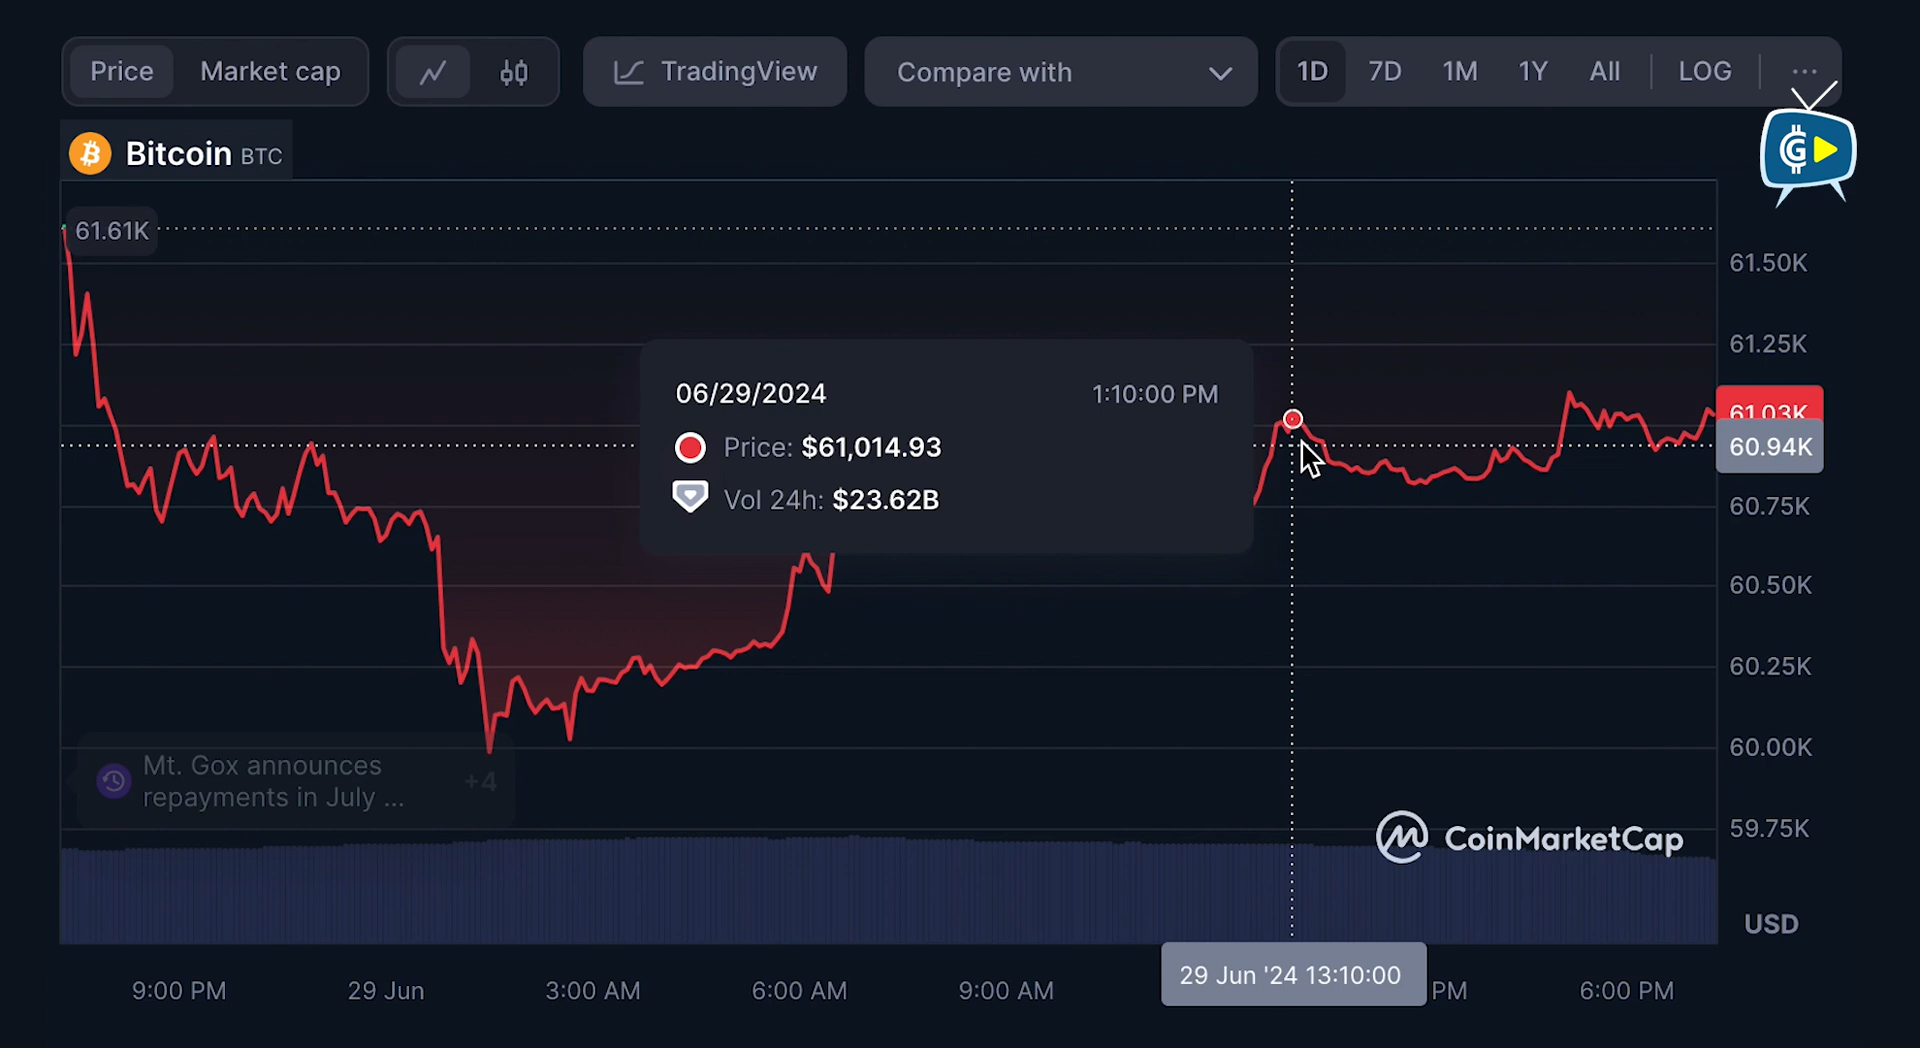 Price Market cap TradingView Compare with 1D 7D 1M 1Y All LOG ...
Bitcoin BTC
61.61K
61.50K
61.25K
06/29/2024 1:10:00 PM
Price: $61,014.93
Vol 24h: $23.62B
61.03K
60.94K
60.75K
60.50K
60.25K
60.00K
Mt. Gox announces
repayments in July ...
+4
59.75K
CoinMarketCap
USD
9:00 PM 29 Jun 3:00 AM 6:00 AM 9:00 AM 29 Jun '24 13:10:00 PM 6:00 PM